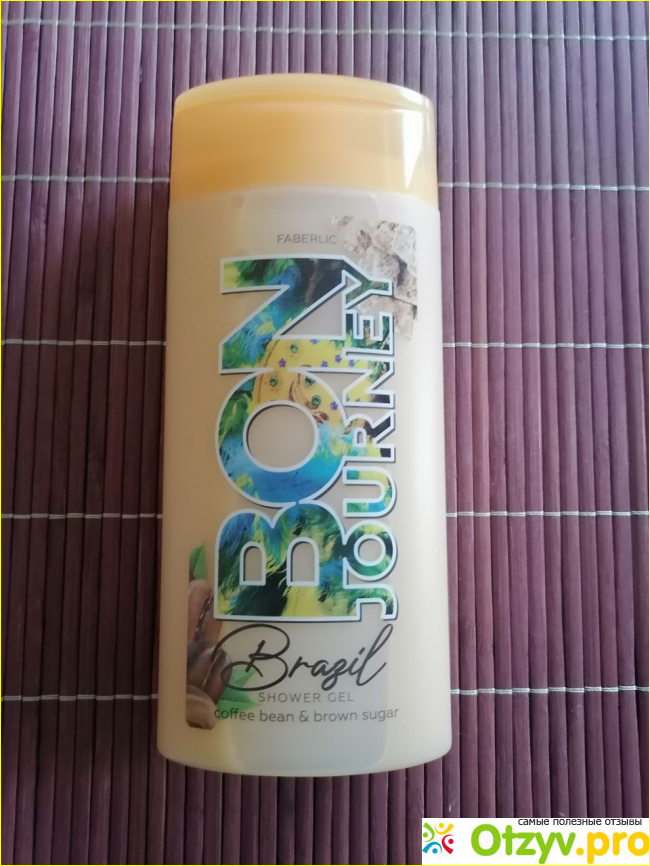 FABERLIC
BON
JOURNEY
Brazil
SHOWER GEL
coffee bean & brown sugar
самые полезные отзывы
Otzyv.pro